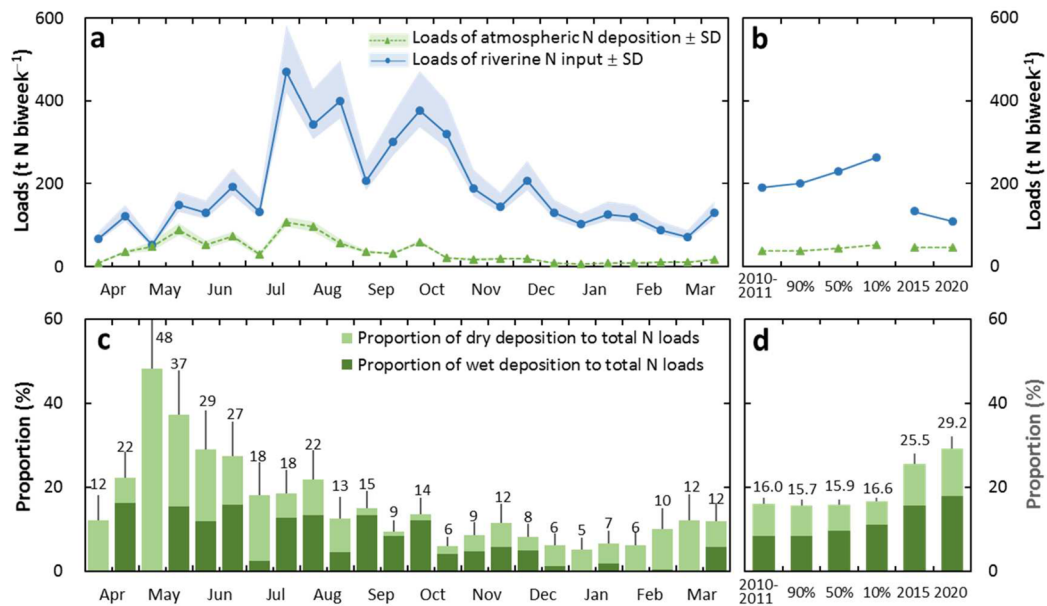 a
Loads of atmospheric N deposition ± SD
Loads of riverine N input ± SD
Loads (t N biweek⁻¹)
600
400
200
0
Apr May Jun Jul Aug Sep Oct Nov Dec Jan Feb Mar
b
600
400
200
0
Loads (t N biweek⁻¹)
2010-2011 90% 50% 10% 2015 2020
c
Proportion of dry deposition to total N loads
Proportion of wet deposition to total N loads
Proportion (%)
60
40
20
0
12 22 48 37 29 27 18 18 22 13 15 9 14 6 9 12 8 6 5 7 6 10 12 12
Apr May Jun Jul Aug Sep Oct Nov Dec Jan Feb Mar
d
60
40
20
0
Proportion (%)
16.0 15.7 15.9 16.6 25.5 29.2
2010-2011 90% 50% 10% 2015 2020